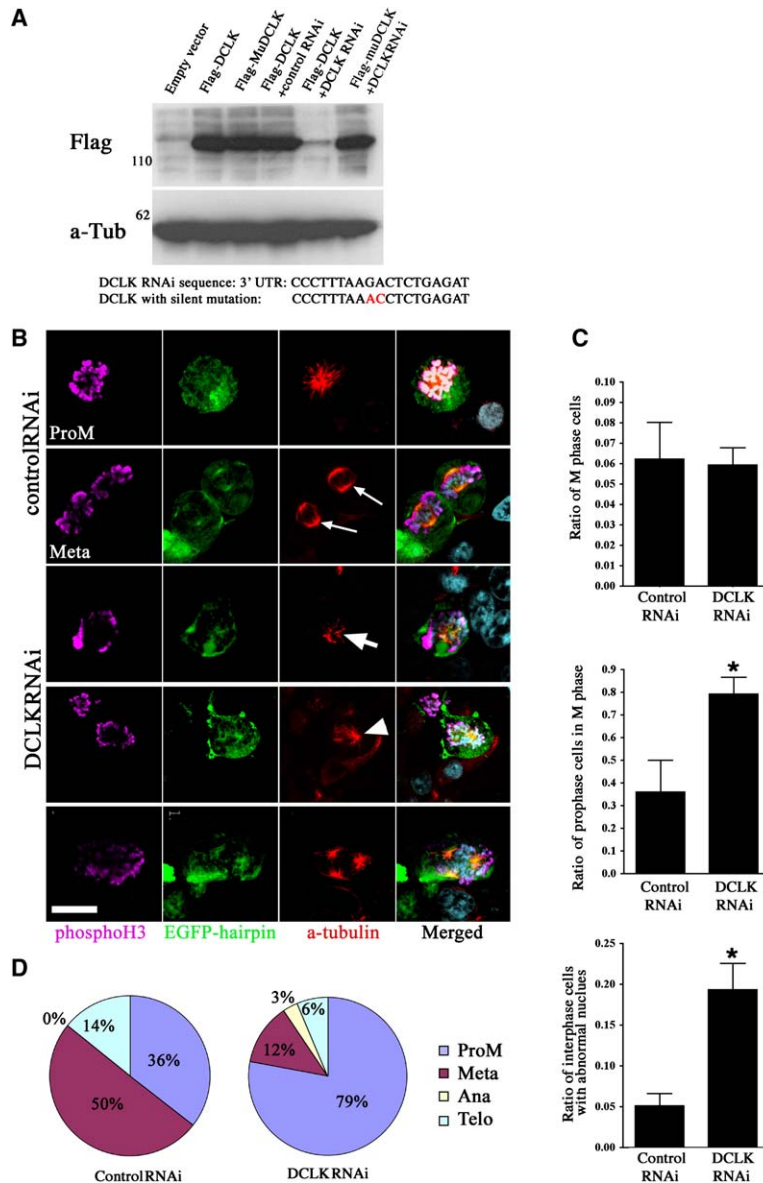 A
Empty vector
Flag-DCLK
Flag-MuDCLK
Flag-DCLK
+control RNAi
Flag-DCLK
+DCLK RNAi
Flag-muDCLK
+DCLKRNAi
Flag
110
62
a-Tub
DCLK RNAi sequence: 3' UTR: CCCTTTAAGACTCTGAGAT
DCLK with silent mutation: CCCTTTAAACCTCTGAGAT
B
controlRNAi
ProM
Meta
DCLKRNAi
phosphoH3
EGFP-hairpin
a-tubulin
Merged
C
Ratio of M phase cells
0.10
0.09
0.08
0.07
0.06
0.05
0.04
0.03
0.02
0.01
0.00
Control
RNAi
DCLK
RNAi
Ratio of prophase cells in M phase
0.9
0.8
0.7
0.6
0.5
0.4
0.3
0.2
0.1
0.0
*
Control
RNAi
DCLK
RNAi
Ratio of interphase cells
with abnormal nuclues
0.25
0.20
0.15
0.10
0.05
0.00
*
Control
RNAi
DCLK
RNAi
D
0%
14%
36%
50%
ControlRNAi
3%
6%
12%
79%
DCLKRNAi
ProM
Meta
Ana
Telo